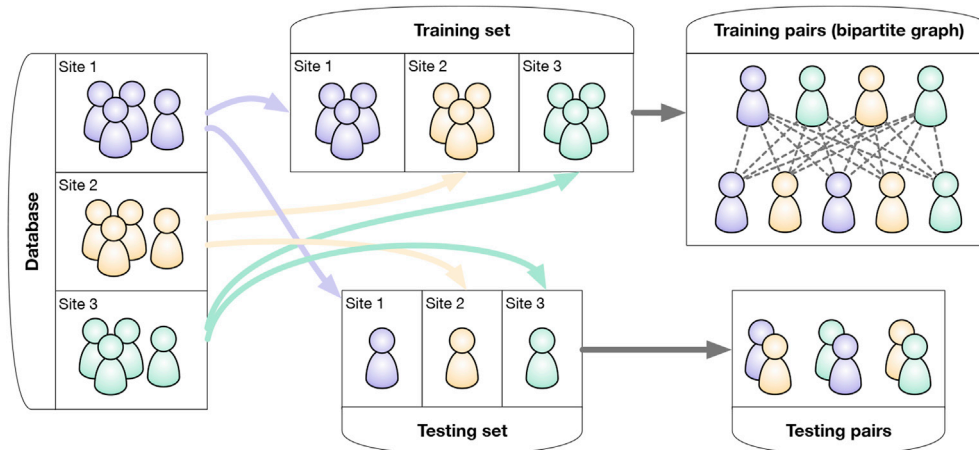 Database
Site 1
Site 2
Site 3
Training set
Site 1
Site 2
Site 3
Training pairs (bipartite graph)
Site 1
Site 2
Site 3
Testing set
Testing pairs